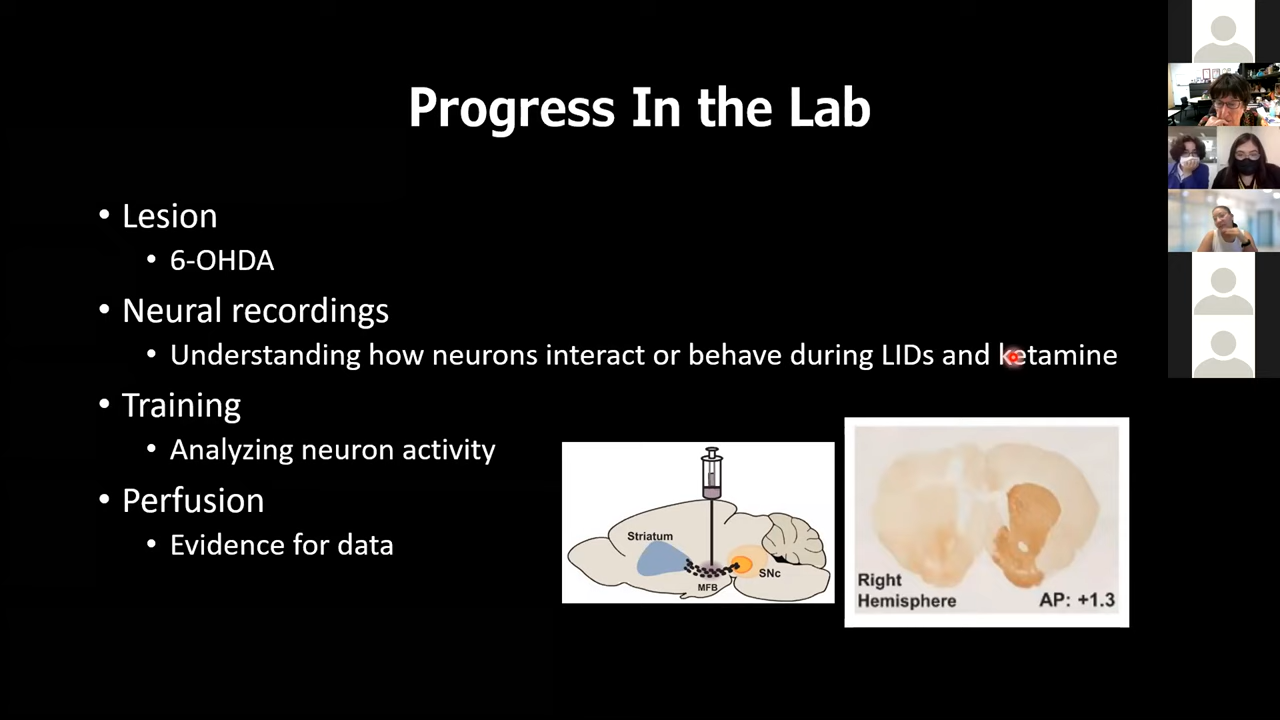 Progress In the Lab
• Lesion
• 6-OHDA
• Neural recordings
• Understanding how neurons interact or behave during LIDs and ketamine
• Training
• Analyzing neuron activity
• Perfusion
• Evidence for data
Striatum
SNc
MFB
Right
Hemisphere
AP: +1.3